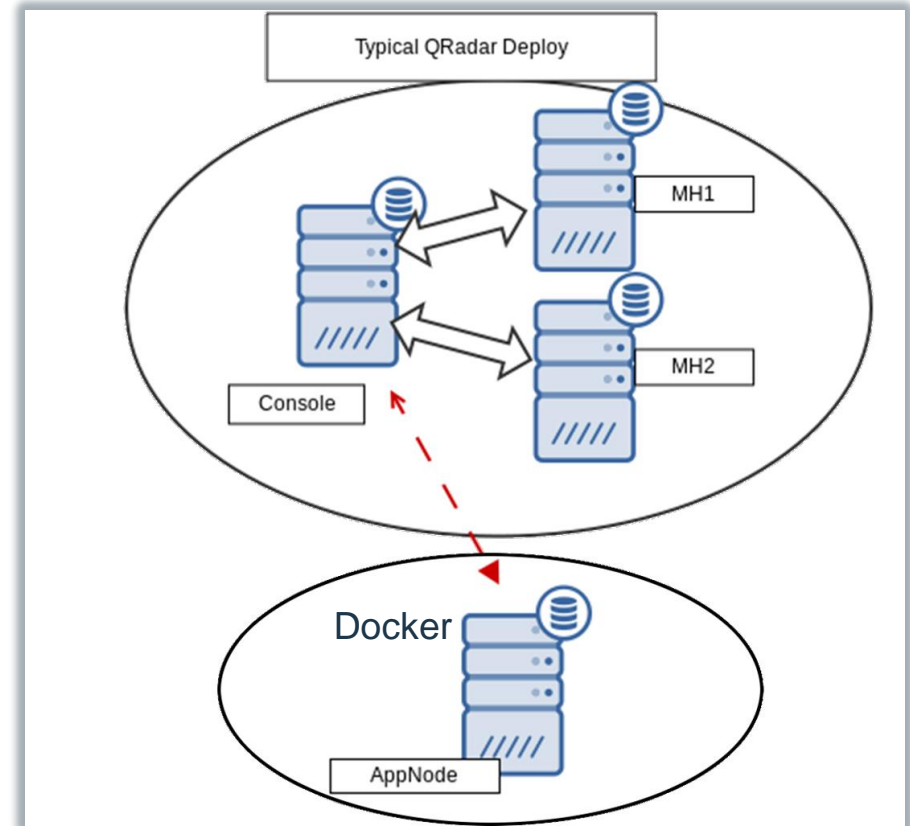 Typical QRadar Deploy
MH1
MH2
Console
Docker
AppNode